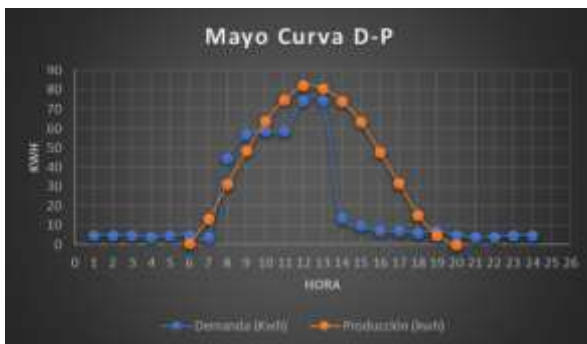 Mayo Curva D-P
90
80
70
60
50
40
30
20
10
0
KWH
0 1 2 3 4 5 6 7 8 9 10 11 12 13 14 15 16 17 18 19 20 21 22 23 24 25 26
HORA
Demanda (Kwh) Producción (kwh)